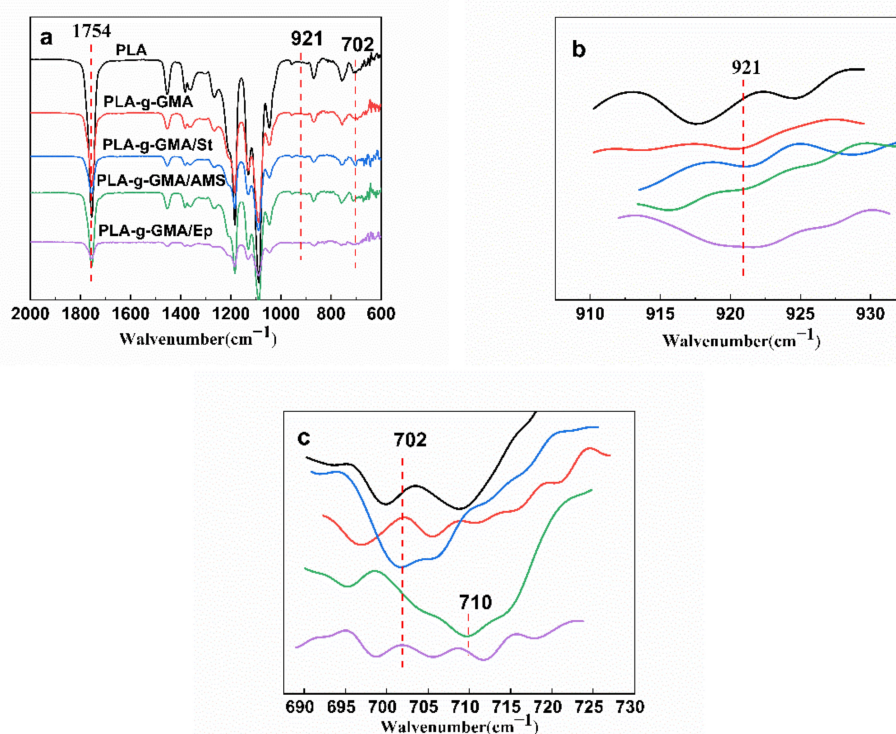 a
1754
921
702
PLA
PLA-g-GMA
PLA-g-GMA/St
PLA-g-GMA/AMS
PLA-g-GMA/Ep
2000 1800 1600 1400 1200 1000 800 600
Walvenumber(cm⁻¹)
b
921
910 915 920 925 930
Walvenumber(cm⁻¹)
c
702
710
690 695 700 705 710 715 720 725 730
Walvenumber(cm⁻¹)